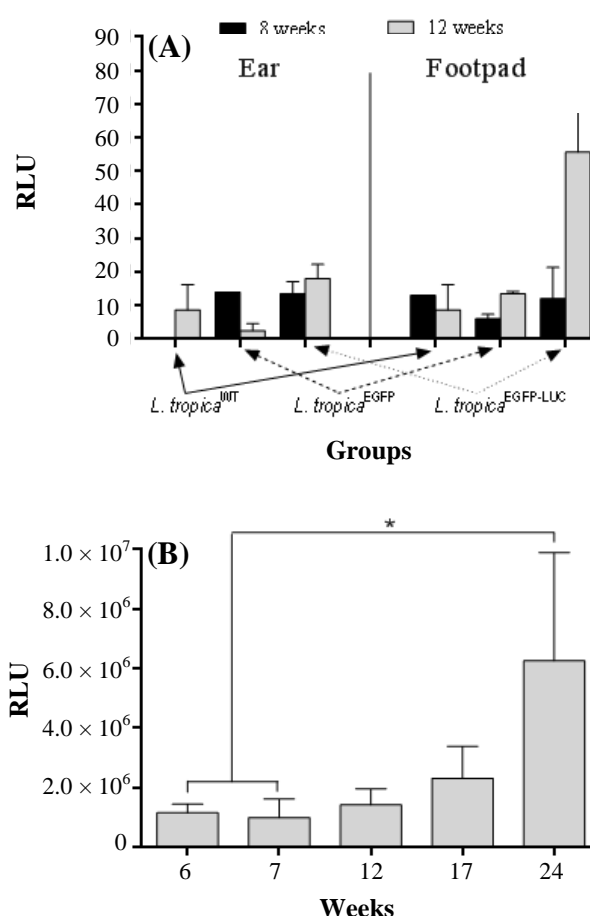 8 weeks 12 weeks
(A)
Ear Footpad
90
80
70
60
50
40
30
20
10
0
RLU
L. tropica^WT L. tropica^EGFP L. tropica^EGFP-LUC
Groups
(B)
*
1.0 × 10^7
8.0 × 10^6
6.0 × 10^6
4.0 × 10^6
2.0 × 10^6
0
RLU
6 7 12 17 24
Weeks